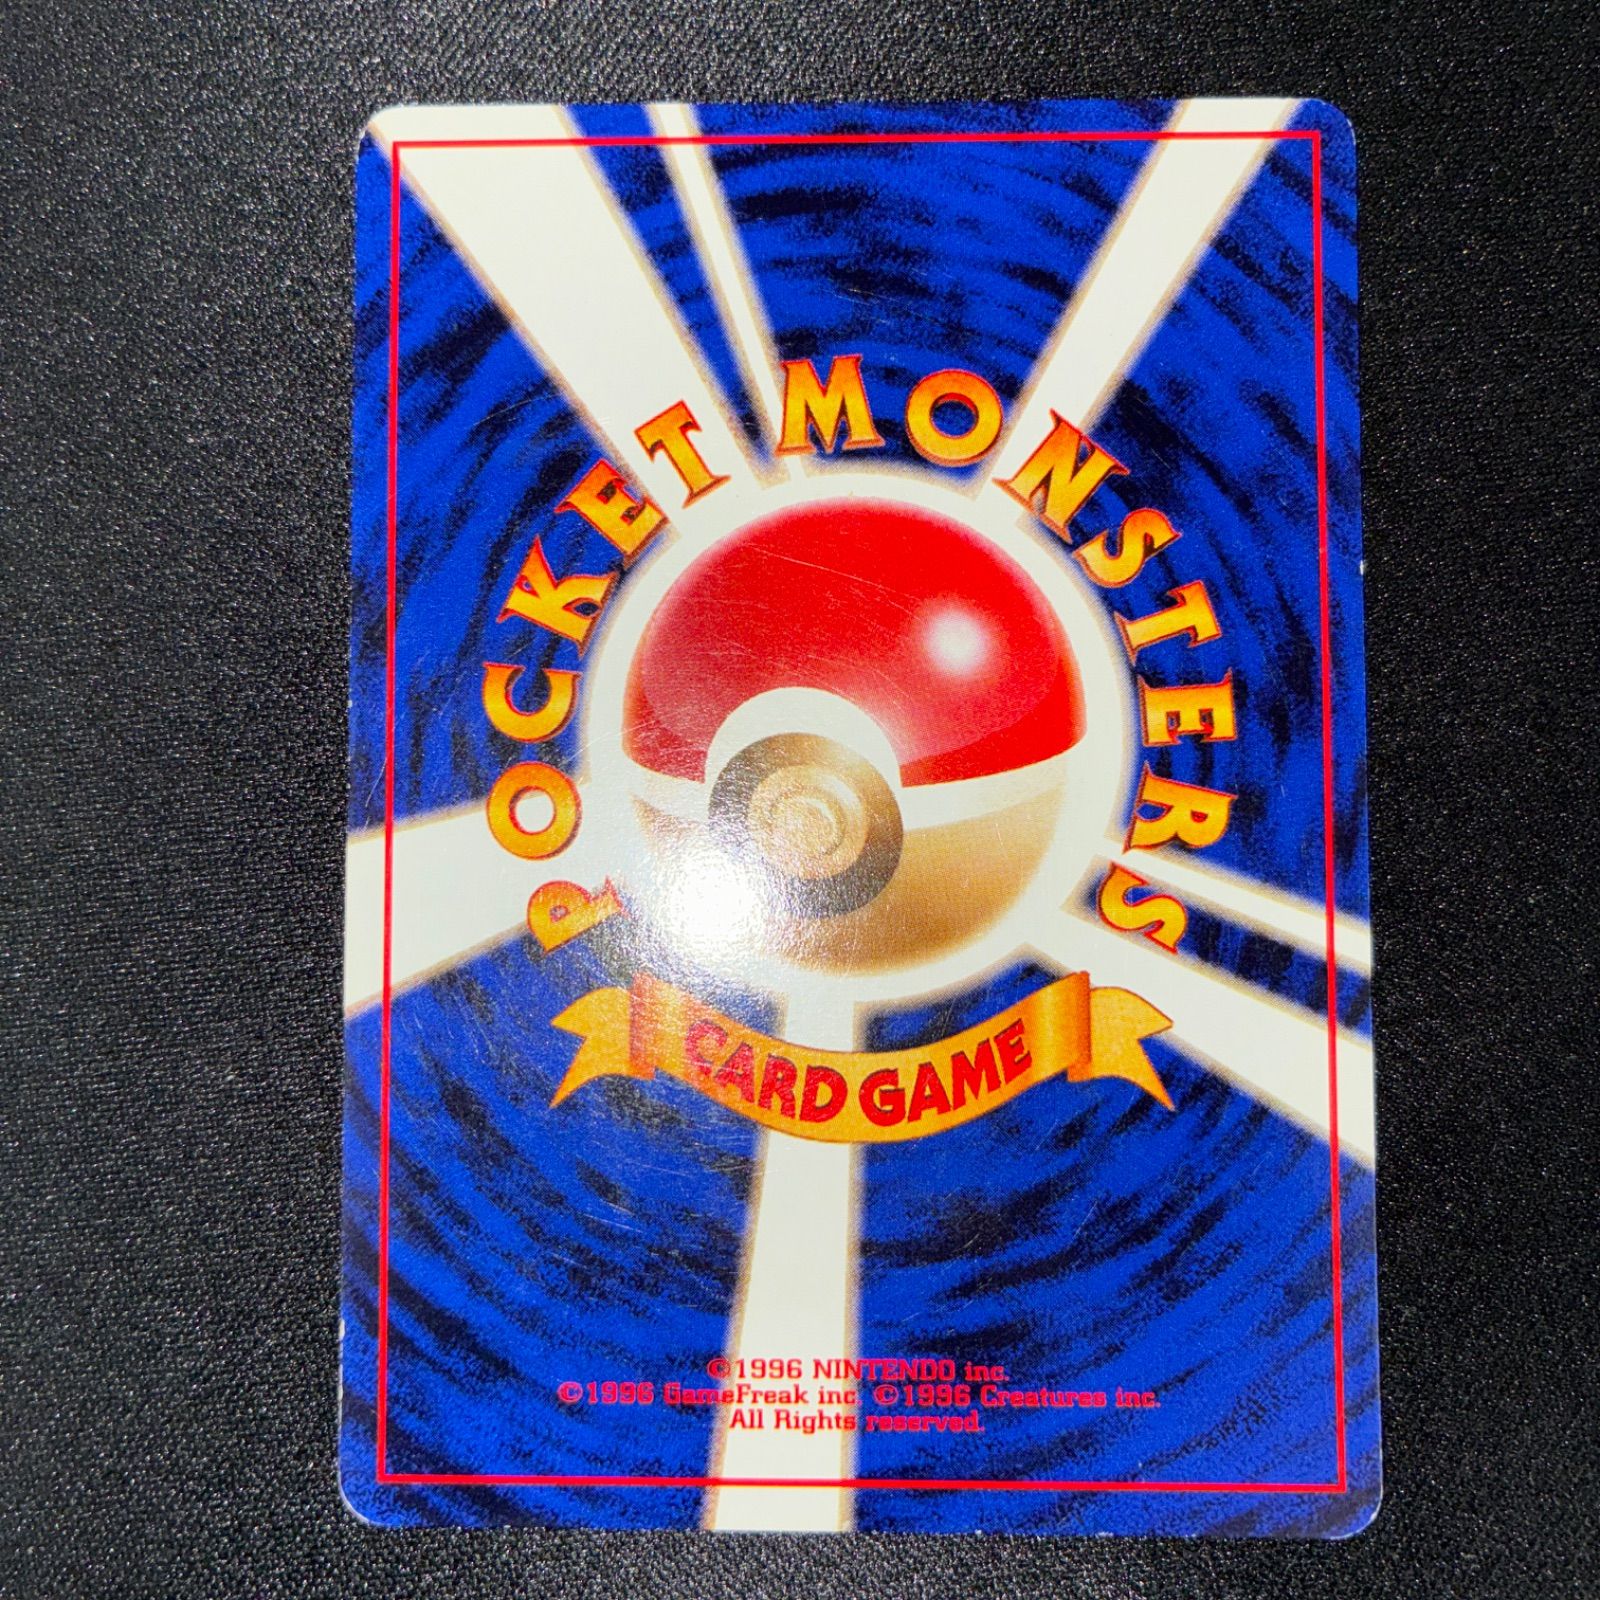 POCKET MONSTERS
CARD GAME
©1996 NINTENDO inc.
©1996 GameFreak inc. ©1996 Creatures inc.
All Rights reserved.